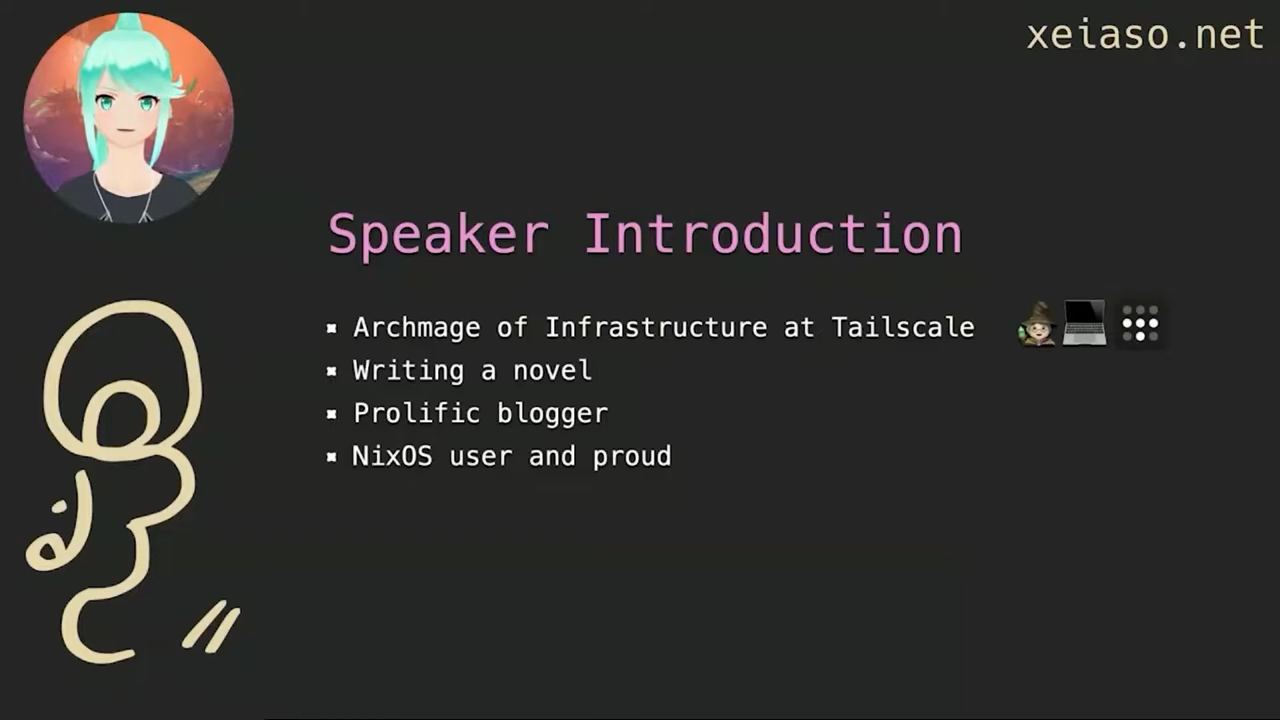 xeiaso.net
Speaker Introduction
Archmage of Infrastructure at Tailscale
Writing a novel
Prolific blogger
NixOS user and proud